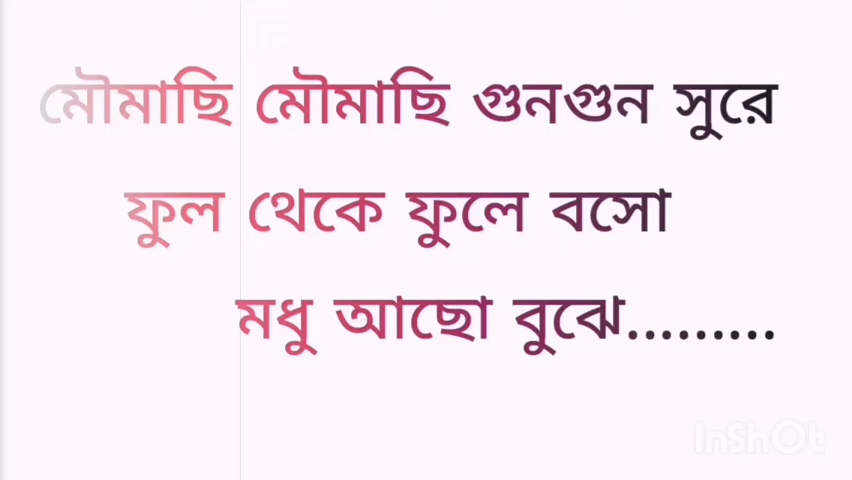 মৌমাছি মৌমাছি গুনগুন সুরে
ফুল থেকে ফুলে বসো
মধু আছো বুঝে.........
InShOt